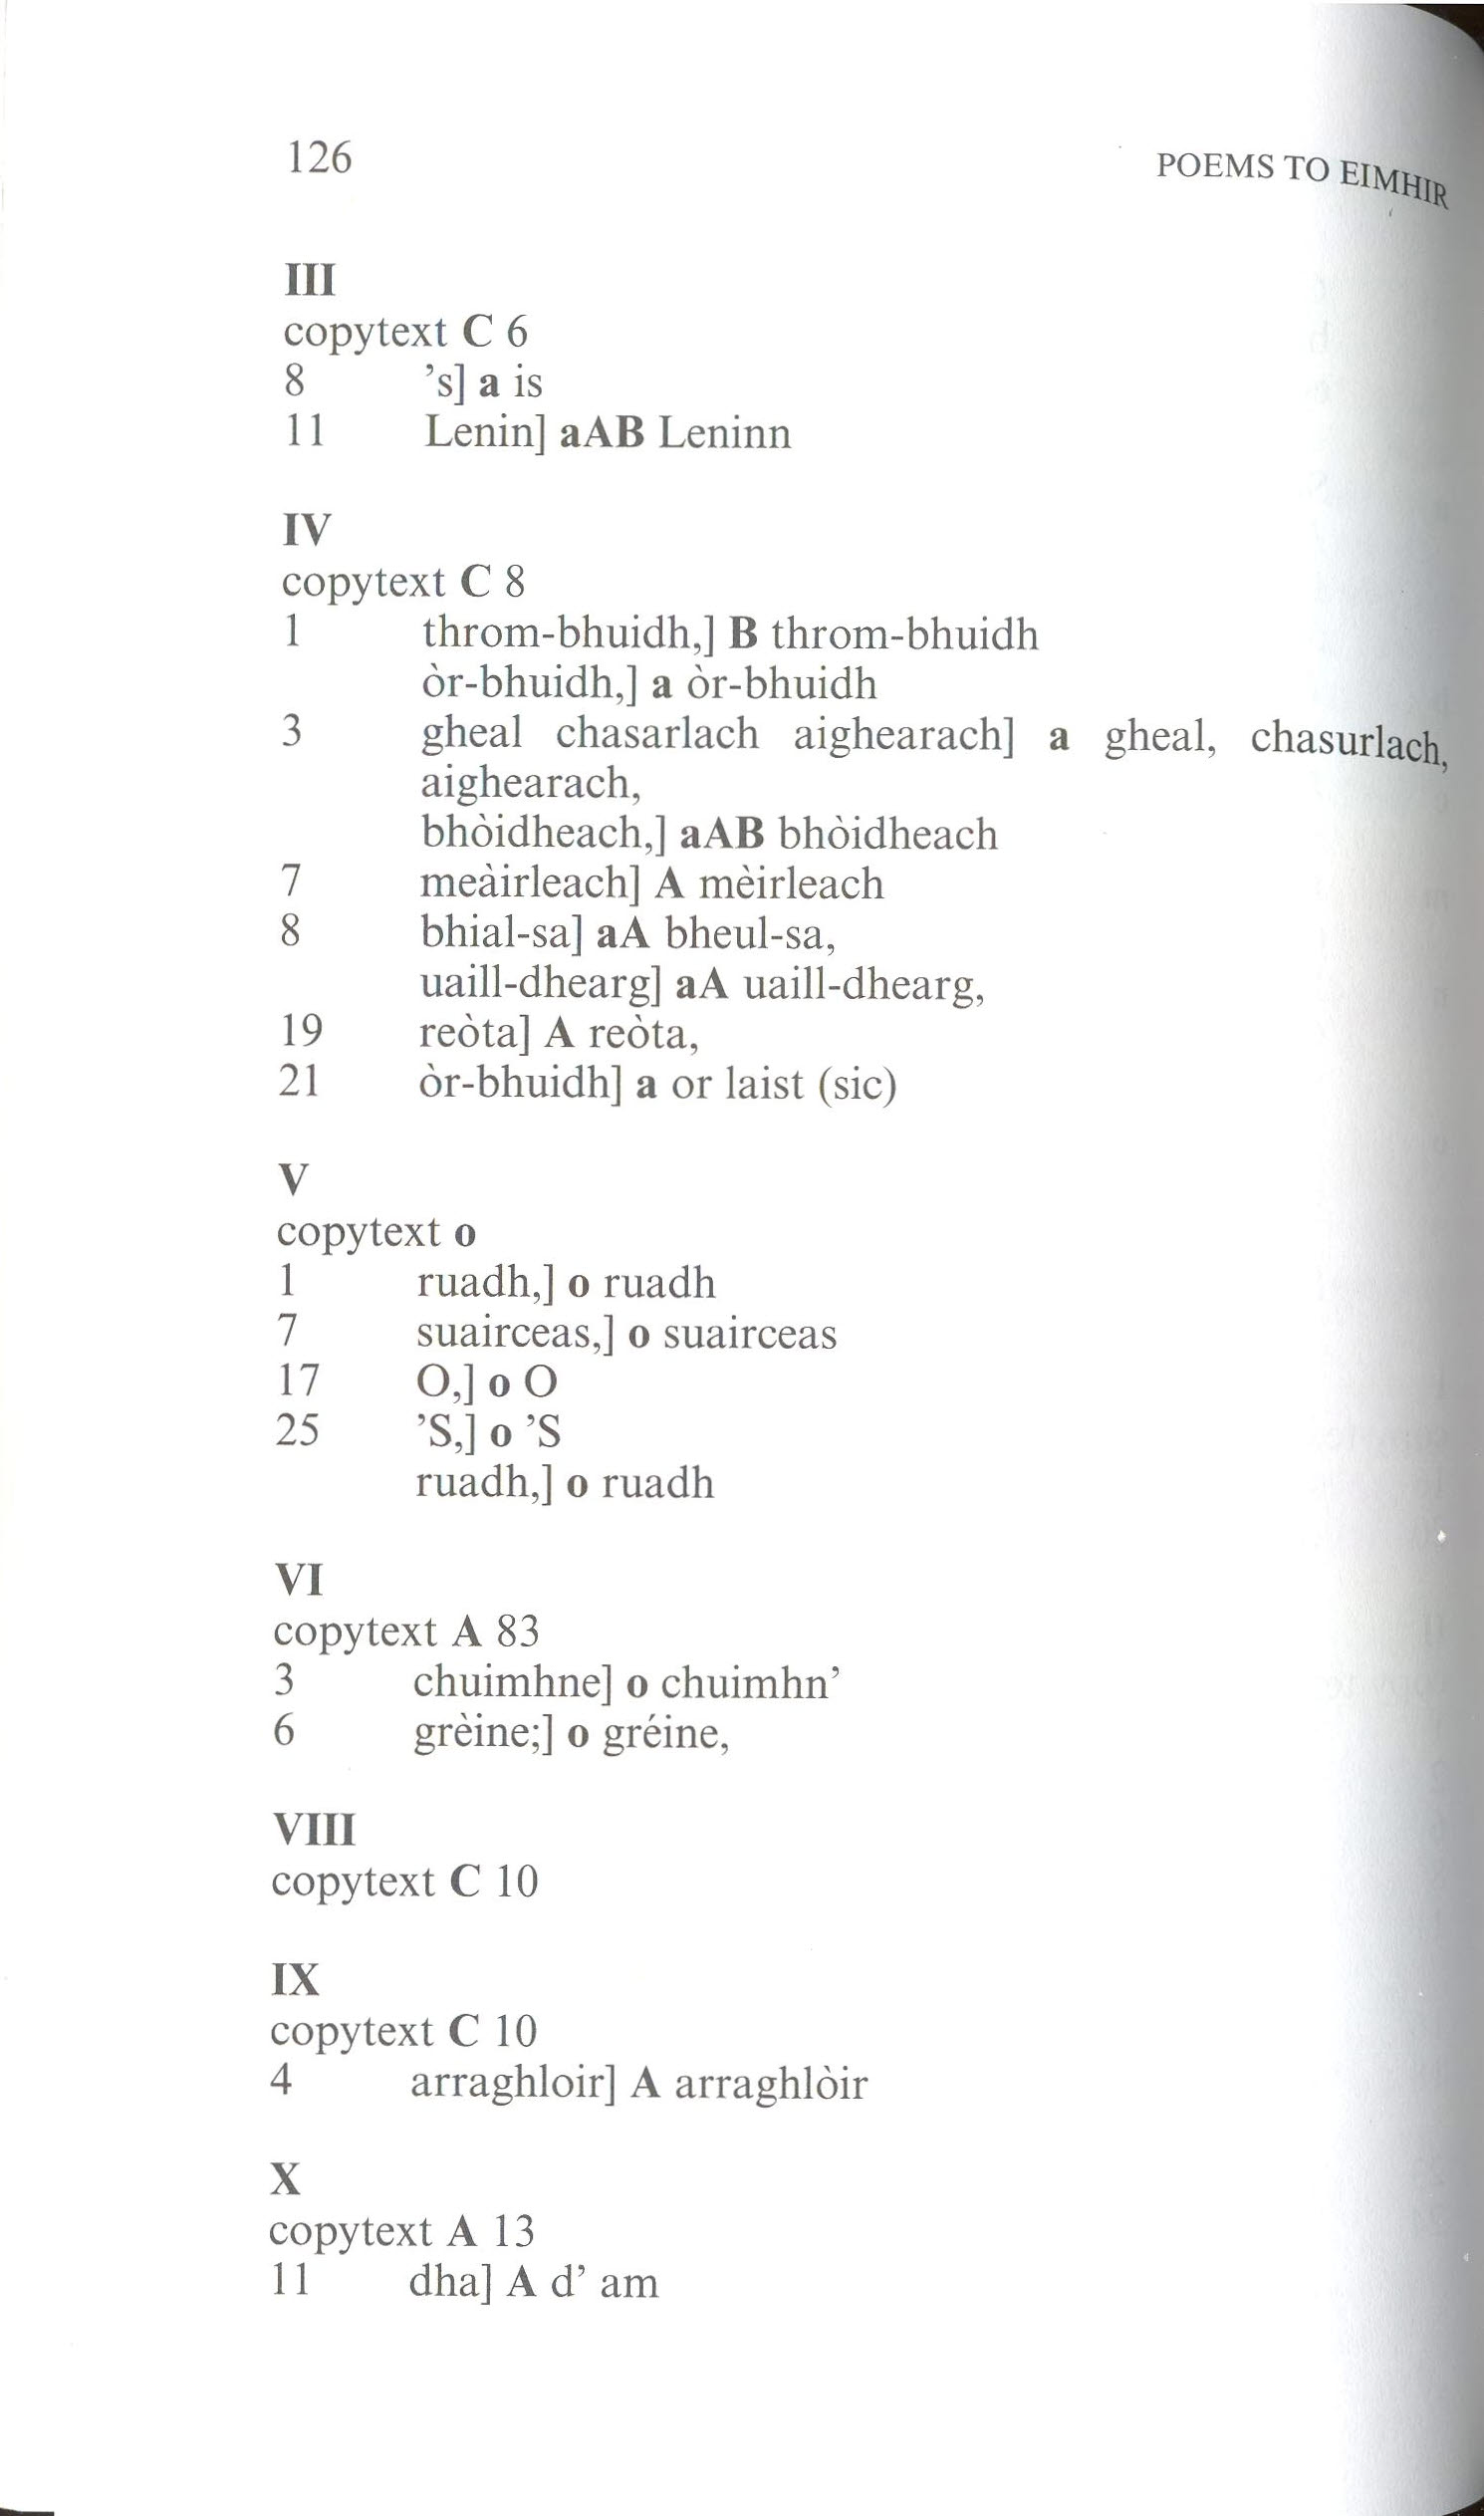 126
POEMS TO EIMHIR
III
copytext C 6
8 ’s] a is
11 Lenin] aAB Leninn
IV
copytext C 8
1 throm-bhuidh,] B throm-bhuidh
òr-bhuidh,] a òr-bhuidh
3 gheal chasarlach aighearach] a gheal, chasurlach,
aighearach,
bhòidheach,] aAB bhòidheach
7 meàirleach] A mèirleach
8 bhial-sa] aA bheul-sa,
uaill-dhearg] aA uaill-dhearg,
19 reòta] A reòta,
21 òr-bhuidh] a or laist (sic)
V
copytext o
1 ruadh,] o ruadh
7 suairceas,] o suairceas
17 O,] o O
25 ’S,] o ’S
ruadh,] o ruadh
VI
copytext A 83
3 chuimhne] o chuimhn’
6 grèine;] o gréine,
VIII
copytext C 10
IX
copytext C 10
4 arraghloir] A arraghlòir
X
copytext A 13
11 dha] A d’ am